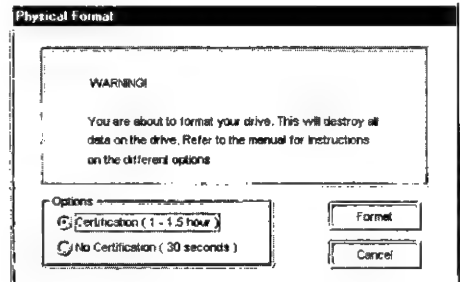 Physical Format
WARNING!
You are about to format your drive. This will destroy all
data on the drive. Refer to the manual for instructions
on the different options
Options
Certification ( 1 - 1.5 hour )
No Certification ( 30 seconds )
Format
Cancel